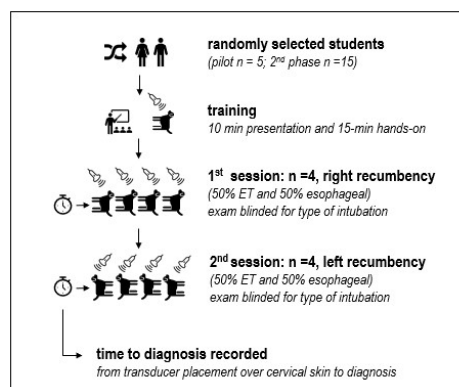 randomly selected students
(pilot n = 5; 2nd phase n =15)
training
10 min presentation and 15-min hands-on
1st session: n =4, right recumbency
(50% ET and 50% esophageal)
exam blinded for type of intubation
2nd session: n =4, left recumbency
(50% ET and 50% esophageal)
exam blinded for type of intubation
time to diagnosis recorded
from transducer placement over cervical skin to diagnosis